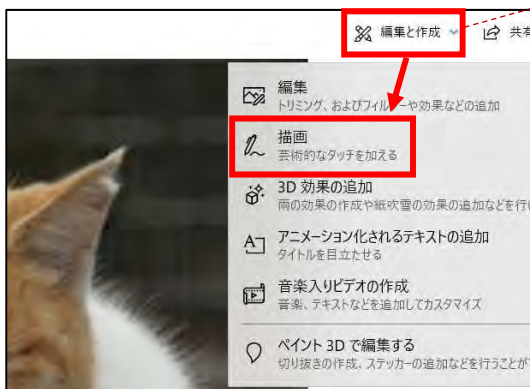 編集と作成 共有
編集
トリミング、およびフィルターや効果などの追加
描画
芸術的なタッチを加える
3D 効果の追加
雨の効果の作成や紙吹雪の効果の追加などを行い
アニメーション化されるテキストの追加
タイトルを目立たせる
音楽入りビデオの作成
音楽、テキストなどを追加してカスタマイズ
ペイント 3D で編集する
切り抜きの作成、ステッカーの追加などを行うことが